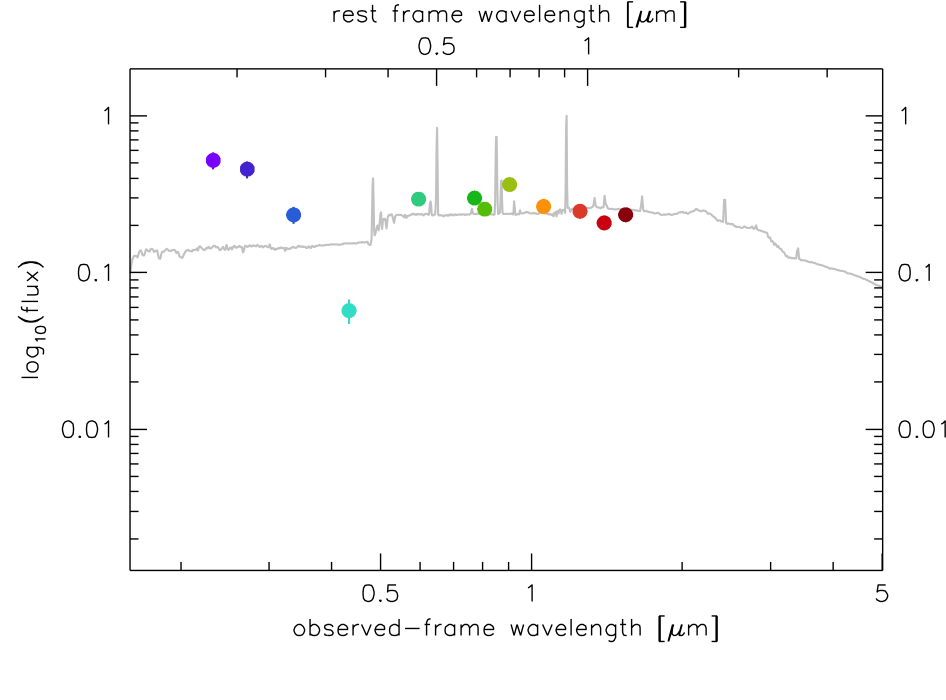 rest frame wavelength [μm]
0.5 1
1 1
0.1 0.1
log10(flux)
0.01 0.01
0.5 1 5
observed-frame wavelength [μm]